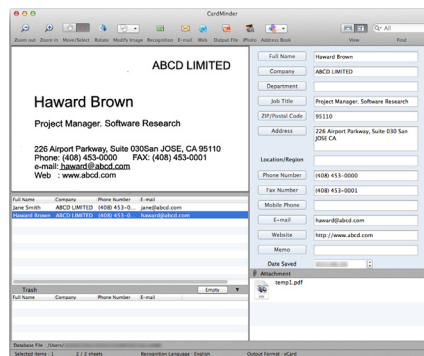 CardMinder
Zoom out Zoom in Move/Select Rotate Modify Image Recognition E-mail Web Output File iPhoto Address Book View Find
All
ABCD LIMITED
Haward Brown
Project Manager. Software Research
226 Airport Parkway, Suite 030San JOSE, CA 95110
Phone: (408) 453-0000 FAX: (408) 453-0001
e-mail: haward@abcd.com
Web : www.abcd.com
Full Name Company Phone Number E-mail
Jane Smith ABCD LIMITED (408) 453-0... jane@abcd.com
Haward Brown ABCD LIMITED (408) 453-0... haward@abcd.com
Trash Empty
Full Name Company Phone Number E-mail
Full Name Haward Brown
Company ABCD LIMITED
Department
Job Title Project Manager. Software Research
ZIP/Postal Code 95110
Address 226 Airport Parkway, Suite 030 San
JOSE CA
Location/Region
Phone Number (408) 453-0000
Fax Number (408) 453-0001
Mobile Phone
E-mail haward@abcd.com
Website http://www.abcd.com
Memo
Date Saved
Attachment
temp1.pdf
Database File : /Users/
Selected Items : 1 2 / 2 sheets Recognition Language : English Output Format : vCard